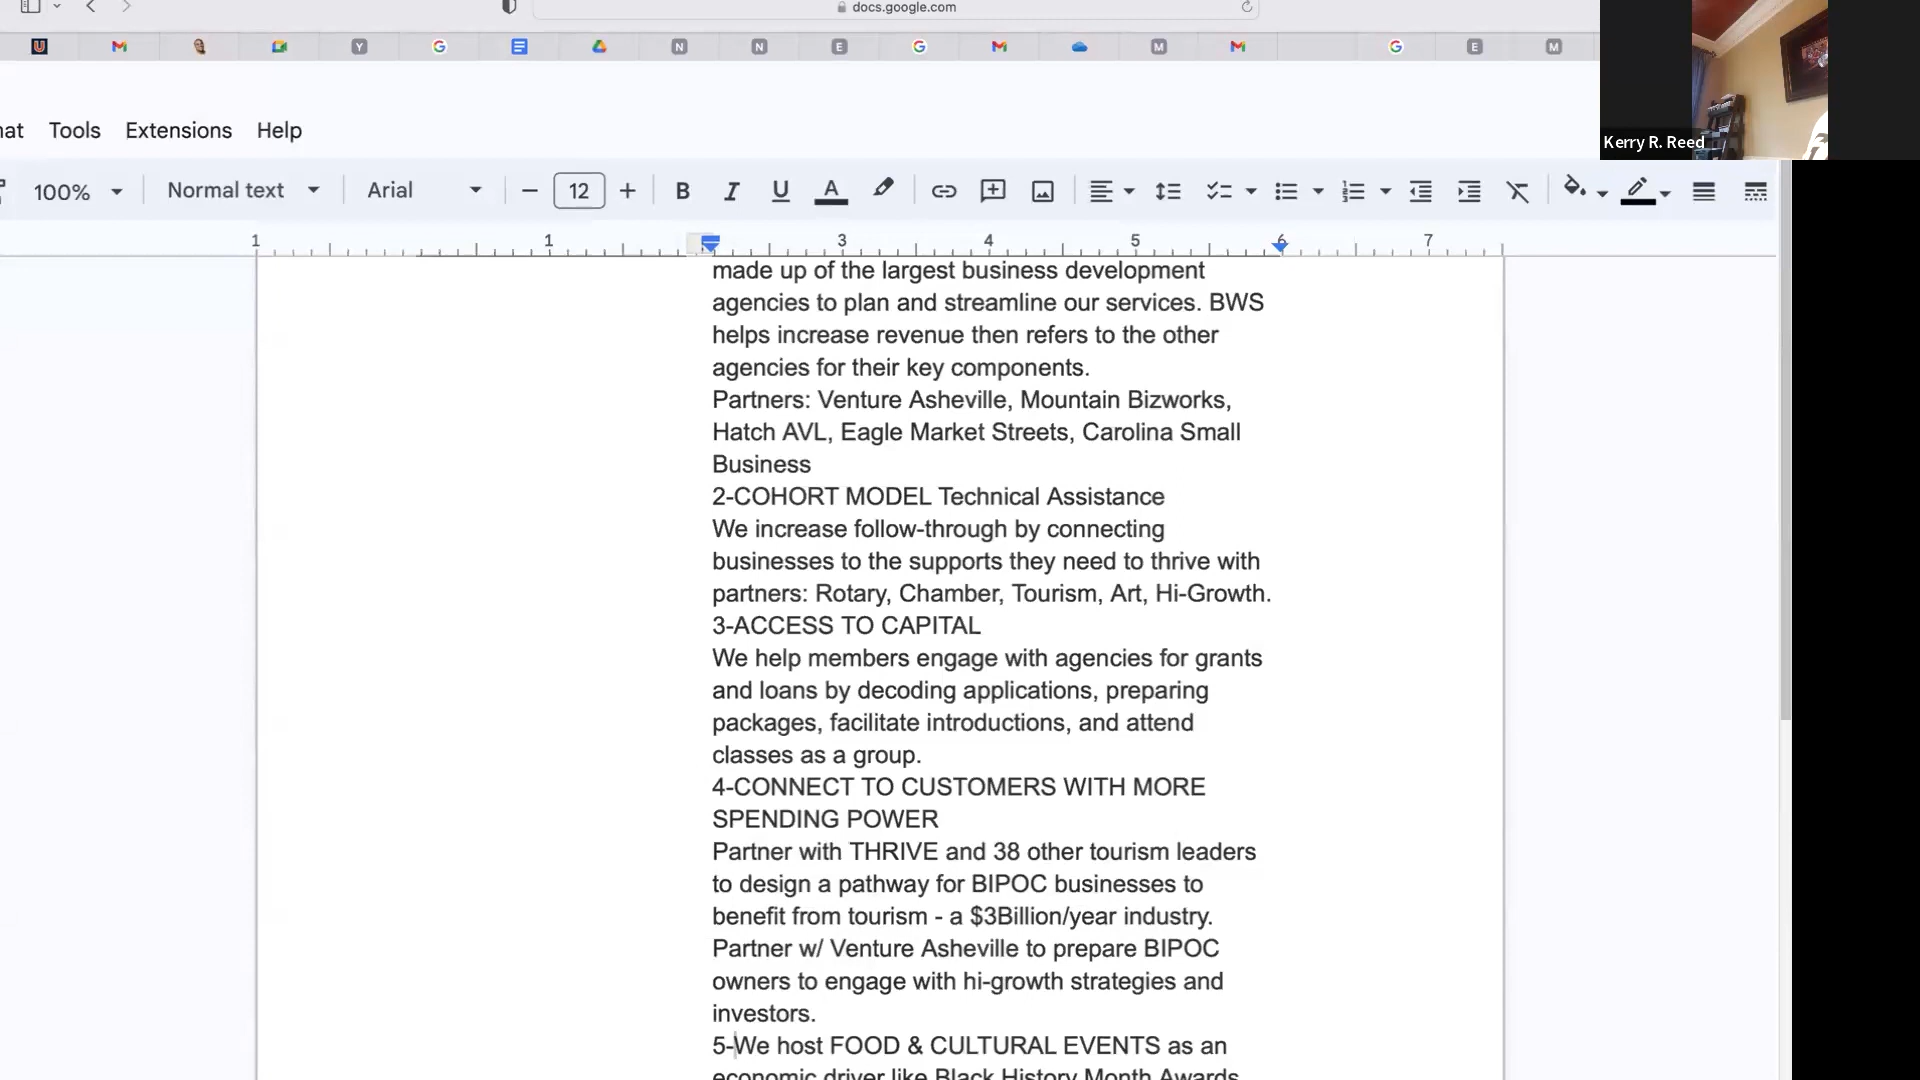 docs.google.com
U
Y
N
N
E
M
E
M
Kerry R. Reed
Tools Extensions Help
100% Normal text Arial 12 B I U A
1 1 3 4 5 6 7
made up of the largest business development
agencies to plan and streamline our services. BWS
helps increase revenue then refers to the other
agencies for their key components.
Partners: Venture Asheville, Mountain Bizworks,
Hatch AVL, Eagle Market Streets, Carolina Small
Business
2-COHORT MODEL Technical Assistance
We increase follow-through by connecting
businesses to the supports they need to thrive with
partners: Rotary, Chamber, Tourism, Art, Hi-Growth.
3-ACCESS TO CAPITAL
We help members engage with agencies for grants
and loans by decoding applications, preparing
packages, facilitate introductions, and attend
classes as a group.
4-CONNECT TO CUSTOMERS WITH MORE
SPENDING POWER
Partner with THRIVE and 38 other tourism leaders
to design a pathway for BIPOC businesses to
benefit from tourism - a $3Billion/year industry.
Partner w/ Venture Asheville to prepare BIPOC
owners to engage with hi-growth strategies and
investors.
5-We host FOOD & CULTURAL EVENTS as an
economic driver like Black History Month Awards